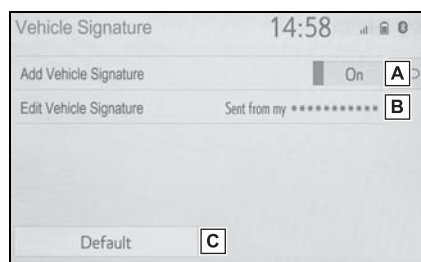 Vehicle Signature 14:58
Add Vehicle Signature On A
Edit Vehicle Signature Sent from my *********** B
Default C